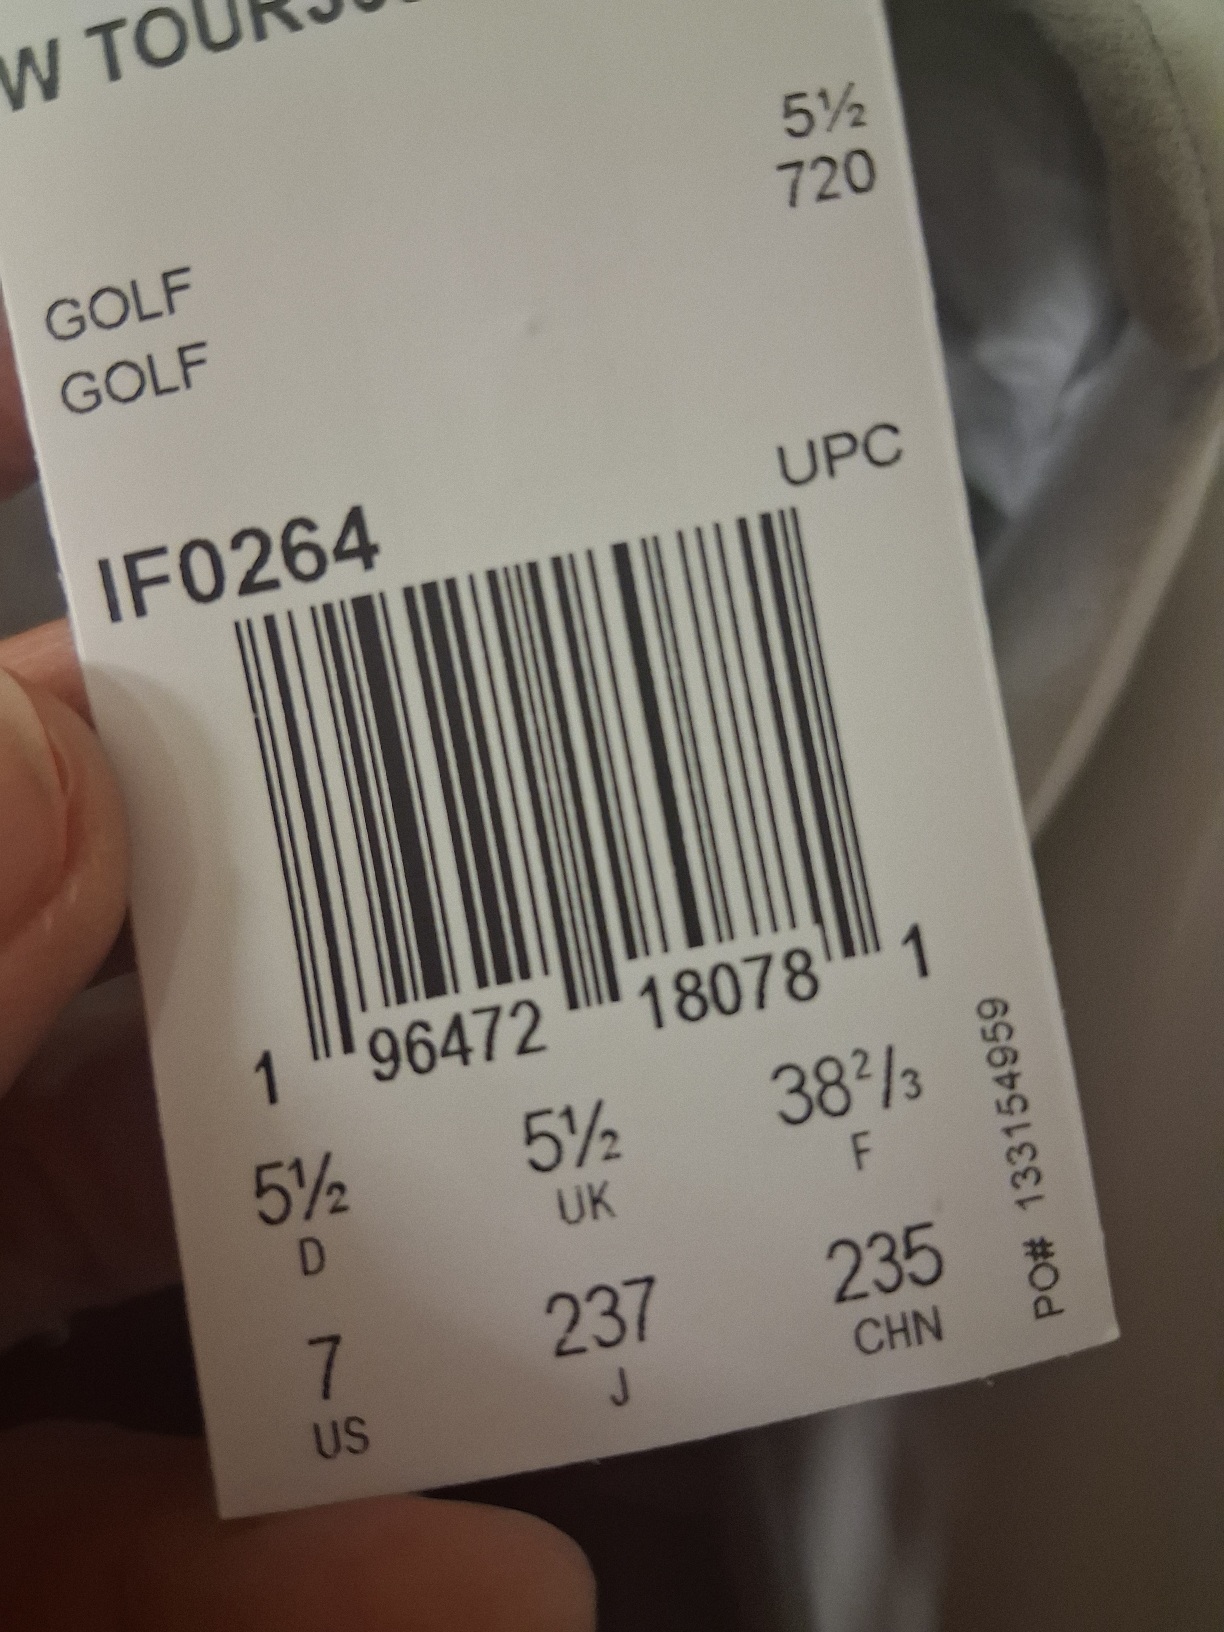 W
5½
720
GOLF
GOLF
UPC
IF0264
1 96472 18078 1
5½ 5½ 38²/₃
D UK F
7 237 235
US J CHN
PO# 133154959